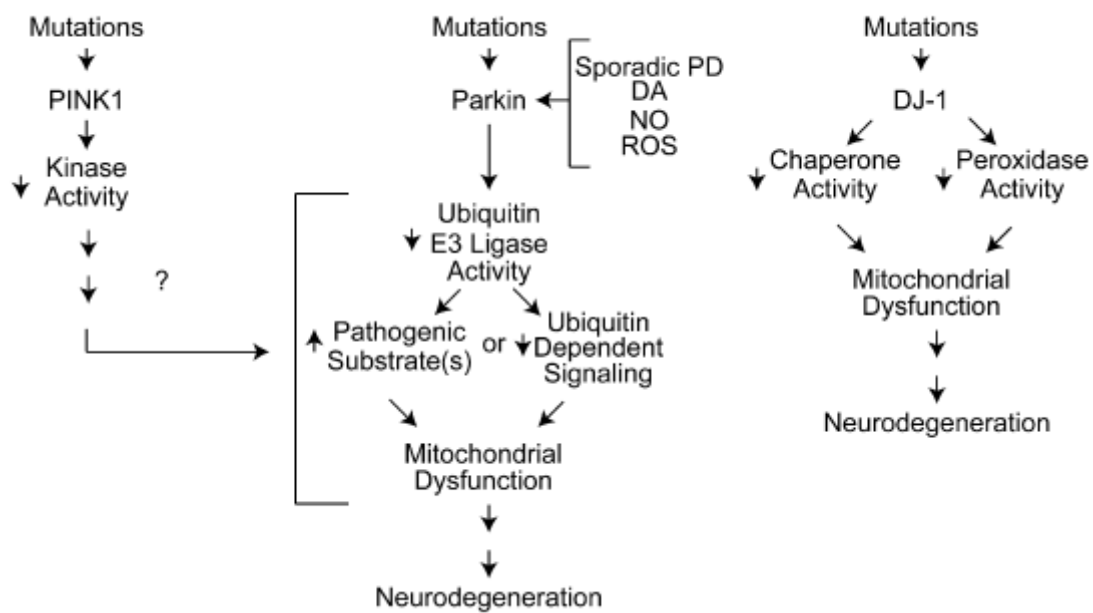 Mutations
PINK1
Kinase
Activity
?
Mutations
Parkin
Sporadic PD
DA
NO
ROS
Ubiquitin
E3 Ligase
Activity
Pathogenic
Substrate(s)
or
Ubiquitin
Dependent
Signaling
Mitochondrial
Dysfunction
Neurodegeneration
Mutations
DJ-1
Chaperone
Activity
Peroxidase
Activity
Mitochondrial
Dysfunction
Neurodegeneration